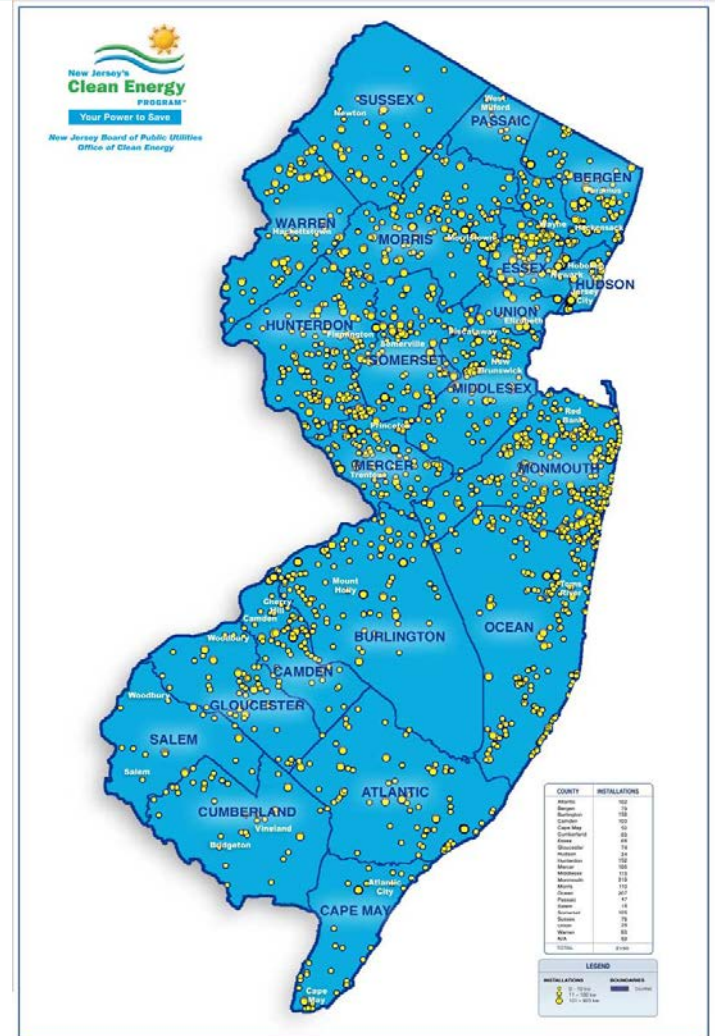 New Jersey's
Clean Energy
PROGRAM™
Your Power to Save
New Jersey Board of Public Utilities
Office of Clean Energy
SUSSEX
Newton
West
Milford
PASSAIC
BERGEN
Paramus
Hackensack
WARREN
Hackettstown
MORRIS
Morristown
Wayne
ESSEX
Newark
HUDSON
Jersey
City
UNION
Elizabeth
HUNTERDON
Flemington
Piscataway
Somerville
SOMERSET
New
Brunswick
MIDDLESEX
Red
Bank
Princeton
MERCER
Trenton
MONMOUTH
Mount
Holly
Toms
River
Cherry
Hill
Camden
BURLINGTON
OCEAN
Woodbury
CAMDEN
Woodbury
GLOUCESTER
SALEM
Salem
ATLANTIC
CUMBERLAND
Vineland
Bridgeton
Atlantic
City
CAPE MAY
Cape
May
COUNTY INSTALLATIONS
Atlantic
Bergen
Burlington
Camden
Cape May
Cumberland
Essex
Gloucester
Hudson
Hunterdon
Mercer
Middlesex
Monmouth
Morris
Ocean
Passaic
Salem
Somerset
Sussex
Union
Warren
N/A
TOTAL
LEGEND
INSTALLATIONS BOUNDARIES